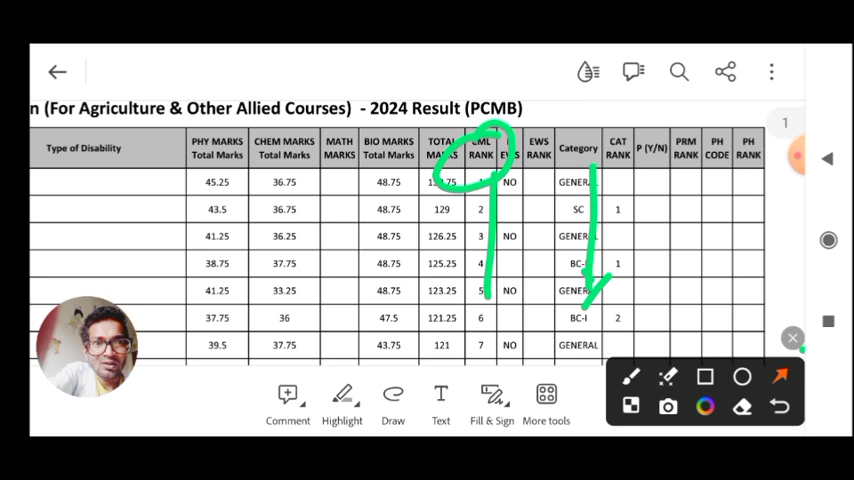 n (For Agriculture & Other Allied Courses) - 2024 Result (PCMB)
1
Type of Disability PHY MARKS Total Marks CHEM MARKS Total Marks MATH MARKS BIO MARKS Total Marks TOTAL MARKS CML RANK EWS EWS RANK Category CAT RANK P (Y/N) PRM RANK PH CODE PH RANK
45.25 36.75 48.75 NO GENERAL
43.5 36.75 48.75 129 2 SC 1
41.25 36.25 48.75 126.25 3 NO GENERAL
38.75 37.75 48.75 125.25 4 1
41.25 33.25 48.75 123.25 5 NO GENERAL
37.75 36 47.5 121.25 6 BC-I 2
39.5 37.75 43.75 121 7 NO GENERAL
Comment Highlight Draw Text Fill & Sign More tools